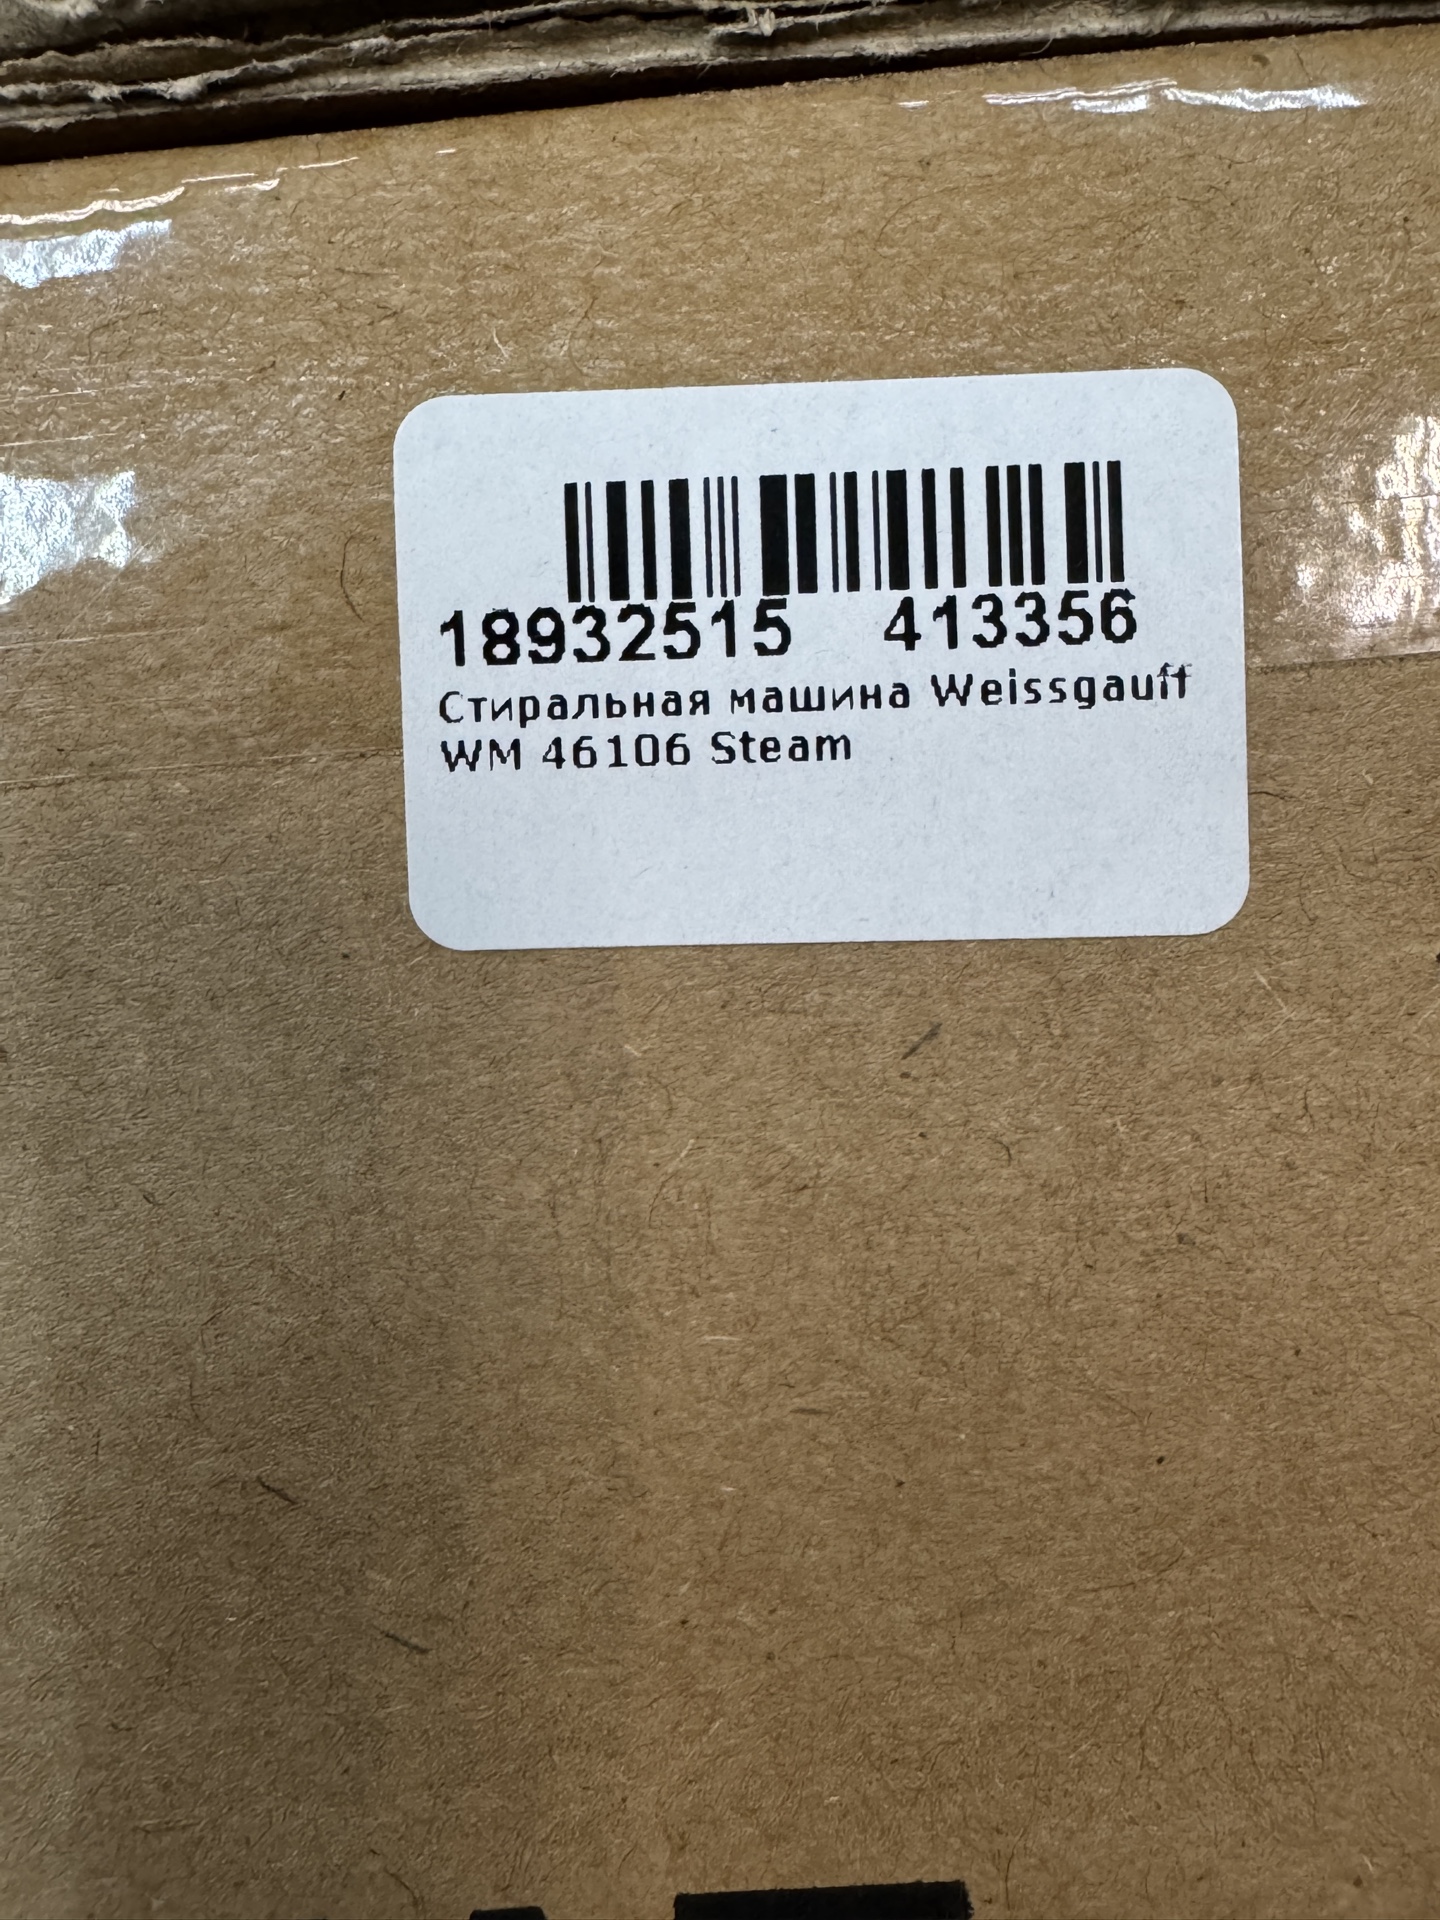 18932515 413356
Стиральная машина Weissgauff
WM 46106 Steam